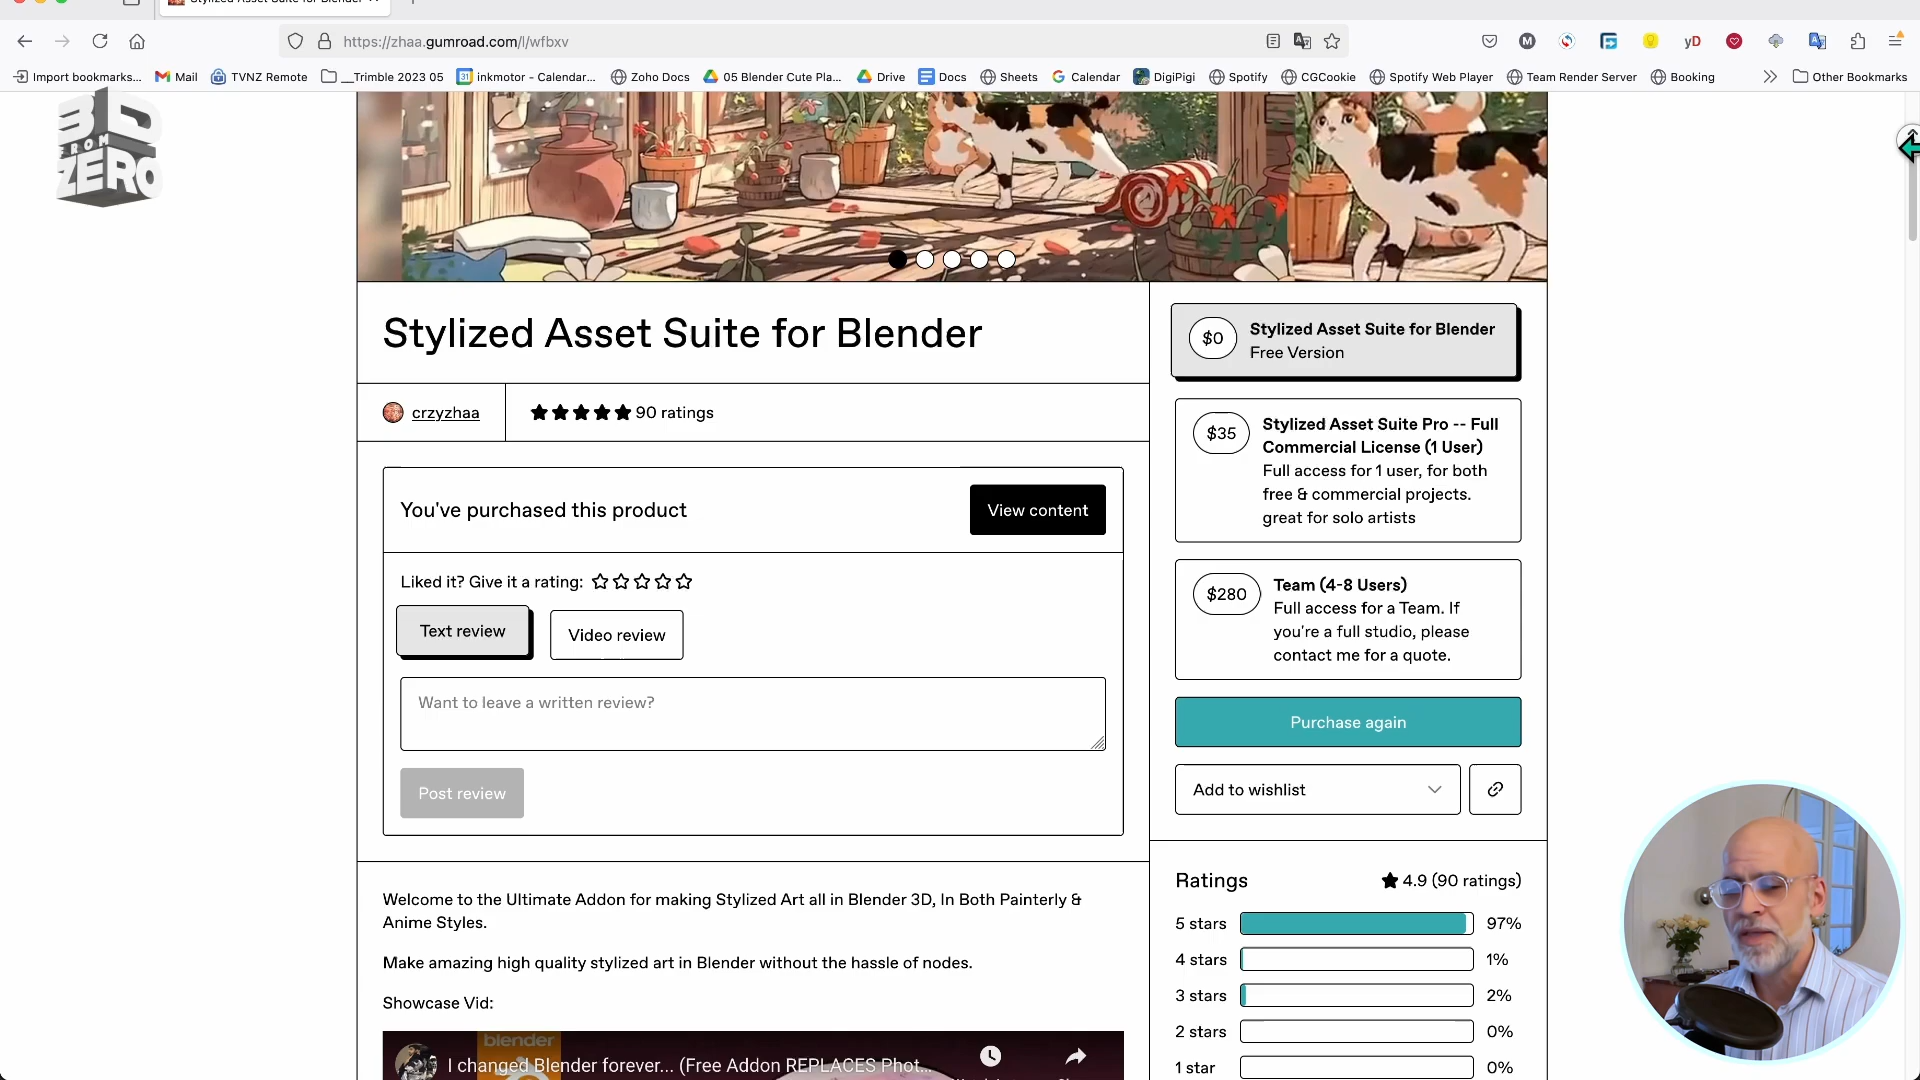 Stylized Asset Suite for Blender
https://zhaa.gumroad.com/l/wfbxv
M
yD
Import bookmarks...
Mail
TVNZ Remote
__Trimble 2023 05
31
inkmotor - Calendar...
Zoho Docs
05 Blender Cute Pla...
Drive
Docs
Sheets
Calendar
DigiPigi
Spotify
CGCookie
Spotify Web Player
Team Render Server
Booking
Other Bookmarks
3D
FROM
ZERO
Stylized Asset Suite for Blender
crzyzhaa
90 ratings
You've purchased this product
View content
Liked it? Give it a rating:
Text review
Video review
Want to leave a written review?
Post review
Welcome to the Ultimate Addon for making Stylized Art all in Blender 3D, In Both Painterly &
Anime Styles.
Make amazing high quality stylized art in Blender without the hassle of nodes.
Showcase Vid:
blender
I changed Blender forever... (Free Addon REPLACES Phot...
$0
Stylized Asset Suite for Blender
Free Version
$35
Stylized Asset Suite Pro -- Full
Commercial License (1 User)
Full access for 1 user, for both
free & commercial projects.
great for solo artists
$280
Team (4-8 Users)
Full access for a Team. If
you're a full studio, please
contact me for a quote.
Purchase again
Add to wishlist
Ratings
4.9 (90 ratings)
5 stars
97%
4 stars
1%
3 stars
2%
2 stars
0%
1 star
0%